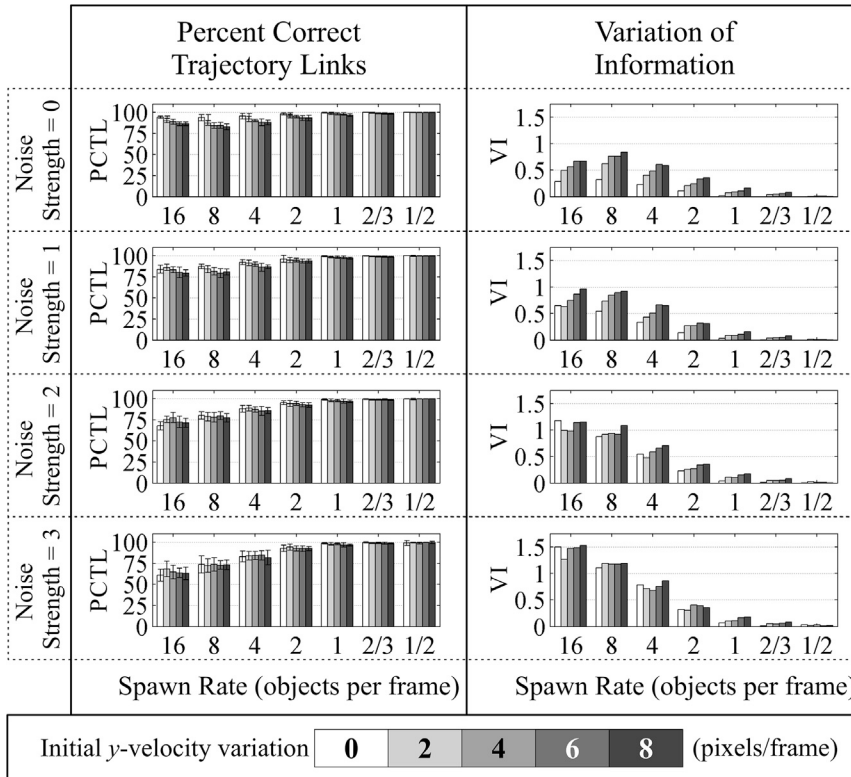 Percent Correct
Trajectory Links
Variation of
Information
Noise
Strength = 0
PCTL
100
75
50
25
0
16 8 4 2 1 2/3 1/2
VI
1.5
1
0.5
0
16 8 4 2 1 2/3 1/2
Noise
Strength = 1
PCTL
100
75
50
25
0
16 8 4 2 1 2/3 1/2
VI
1.5
1
0.5
0
16 8 4 2 1 2/3 1/2
Noise
Strength = 2
PCTL
100
75
50
25
0
16 8 4 2 1 2/3 1/2
VI
1.5
1
0.5
0
16 8 4 2 1 2/3 1/2
Noise
Strength = 3
PCTL
100
75
50
25
0
16 8 4 2 1 2/3 1/2
VI
1.5
1
0.5
0
16 8 4 2 1 2/3 1/2
Spawn Rate (objects per frame)
Spawn Rate (objects per frame)
Initial y-velocity variation 0 2 4 6 8 (pixels/frame)